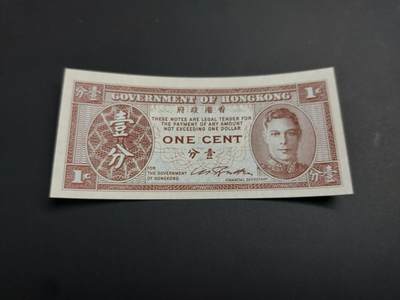 1¢ GOVERNMENT OF HONGKONG 1¢
分壹 府政港香 分壹
THESE NOTES ARE LEGAL TENDER FOR
THE PAYMENT OF ANY AMOUNT
NOT EXCEEDING ONE DOLLAR
壹分
ONE CENT
分壹
FOR
THE GOVERNMENT
OF HONGKONG
FINANCIAL SECRETARY
1¢ 分壹